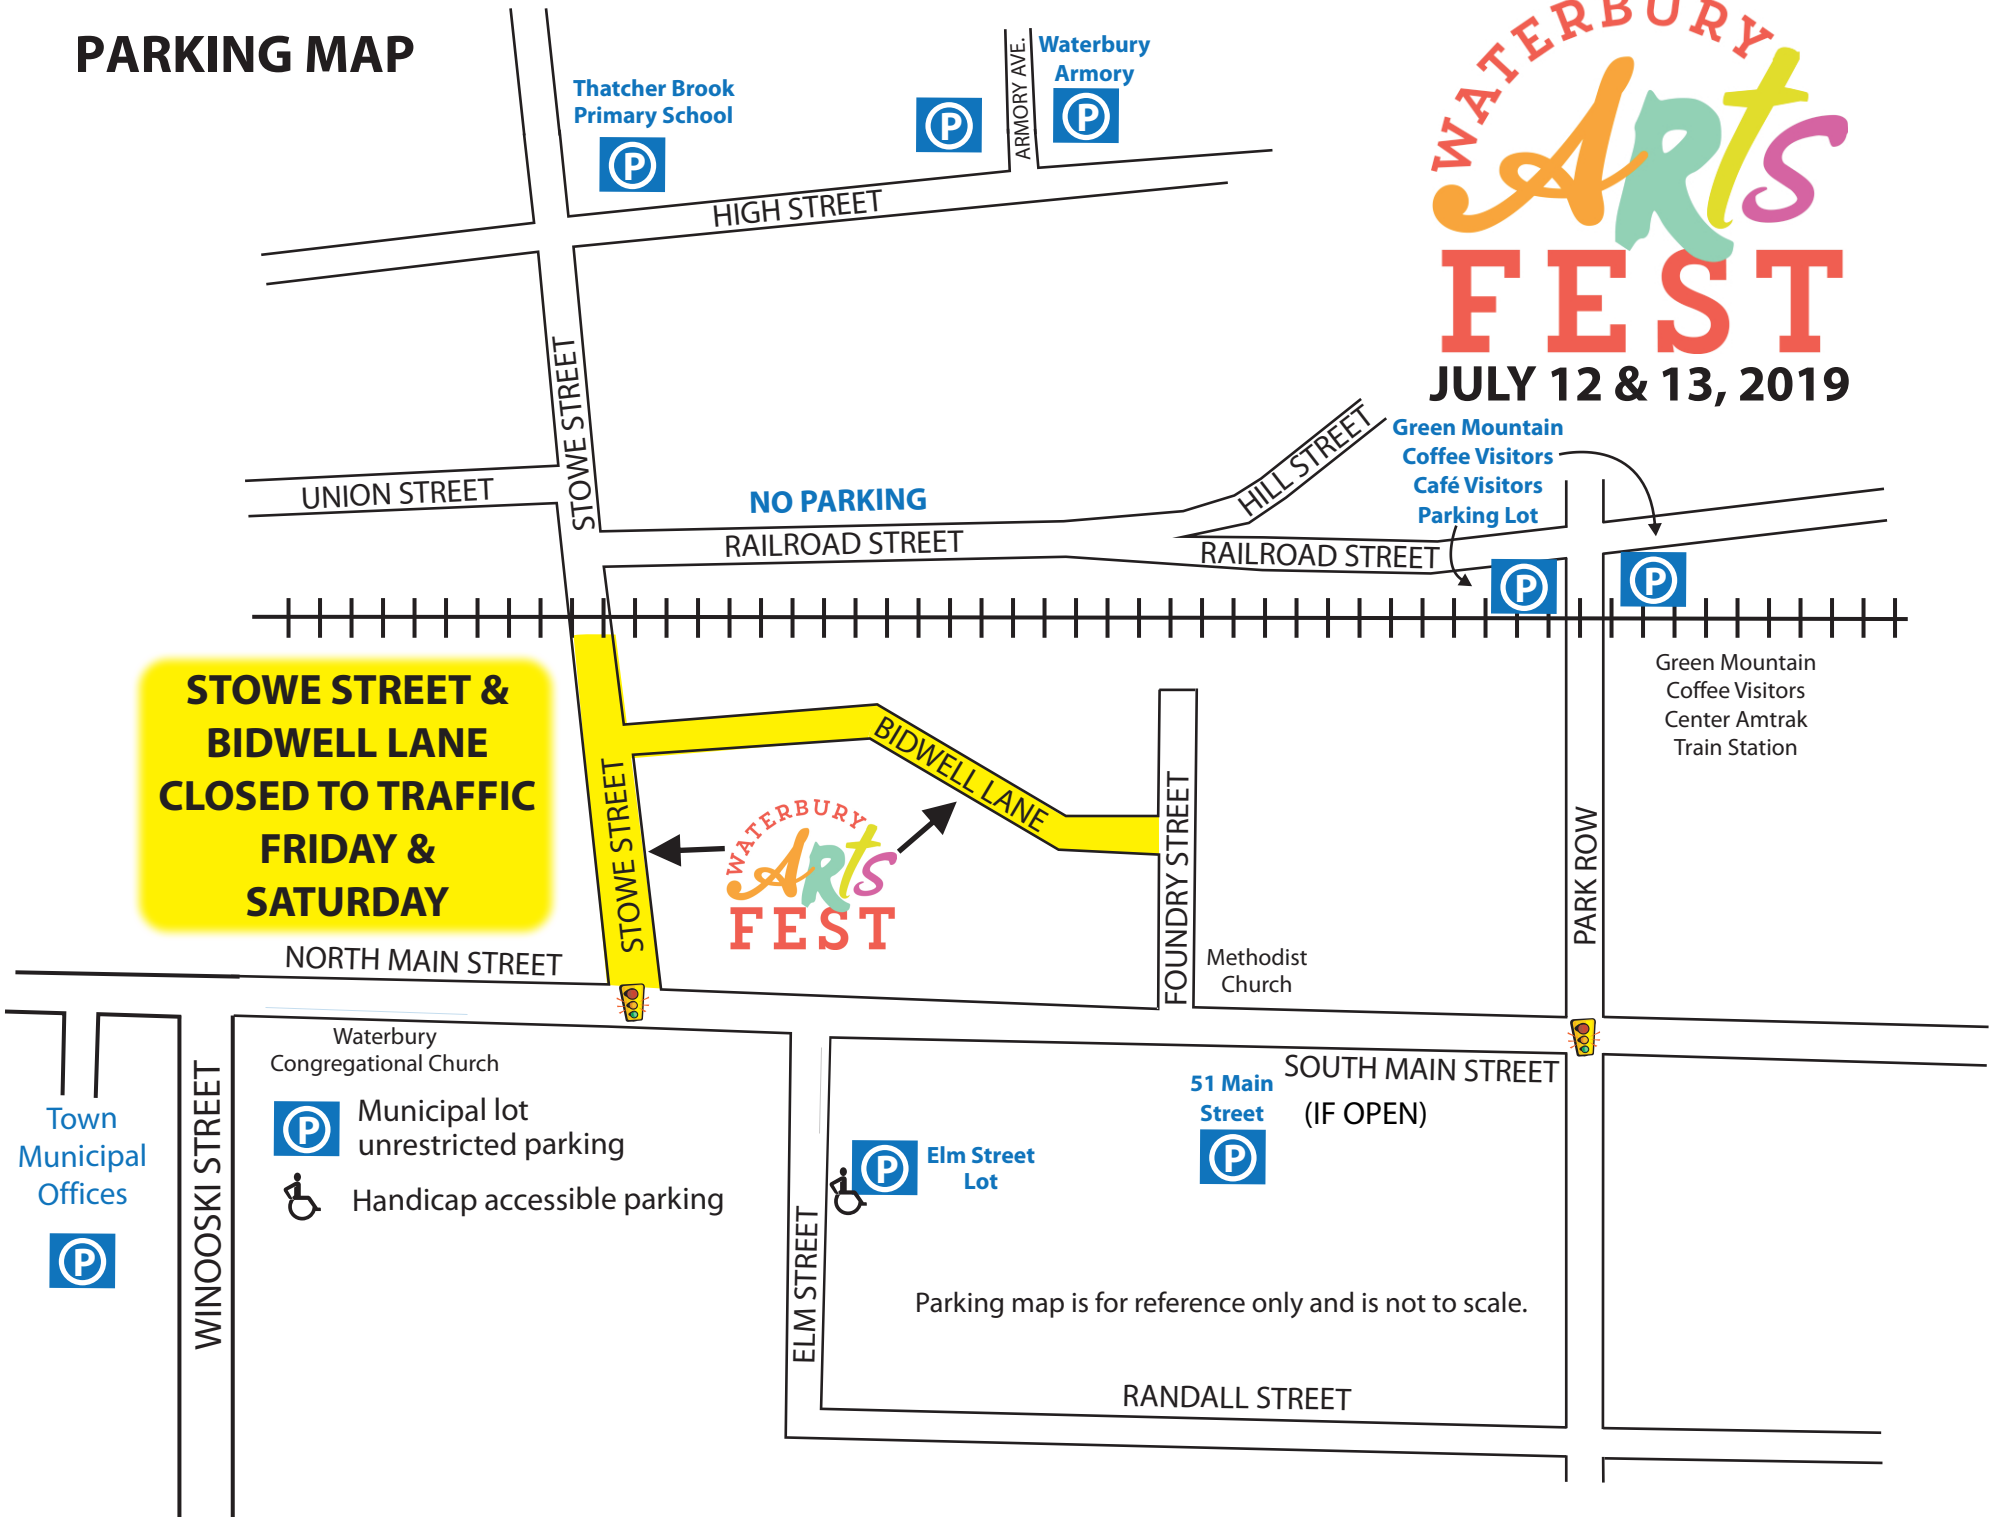 PARKING MAP
WATERBURY
ARTS
FEST
JULY 12 & 13, 2019
Thatcher Brook
Primary School
P
P
ARMORY AVE.
Waterbury
Armory
P
HIGH STREET
STOWE STREET
UNION STREET
NO PARKING
RAILROAD STREET
HILL STREET
RAILROAD STREET
Green Mountain
Coffee Visitors
Café Visitors
Parking Lot
P
P
Green Mountain
Coffee Visitors
Center Amtrak
Train Station
STOWE STREET &
BIDWELL LANE
CLOSED TO TRAFFIC
FRIDAY &
SATURDAY
STOWE STREET
BIDWELL LANE
WATERBURY
ARTS
FEST
FOUNDRY STREET
PARK ROW
Methodist
Church
NORTH MAIN STREET
Waterbury
Congregational Church
SOUTH MAIN STREET
51 Main
Street
(IF OPEN)
P
Town
Municipal
Offices
P
WINOOSKI STREET
P
Municipal lot
unrestricted parking
Handicap accessible parking
ELM STREET
P
Elm Street
Lot
Parking map is for reference only and is not to scale.
RANDALL STREET